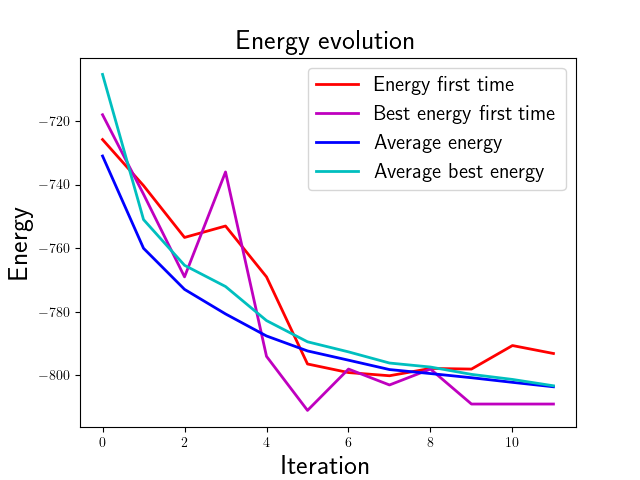 Energy evolution
Energy first time
Best energy first time
Average energy
Average best energy
−720
−740
−760
−780
−800
Energy
0 2 4 6 8 10
Iteration